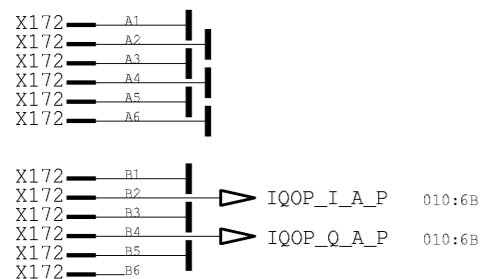 X172 A1
X172 A2
X172 A3
X172 A4
X172 A5
X172 A6
X172 B1
X172 B2 IQOP_I_A_P 010:6B
X172 B3
X172 B4 IQOP_Q_A_P 010:6B
X172 B5
X172 B6